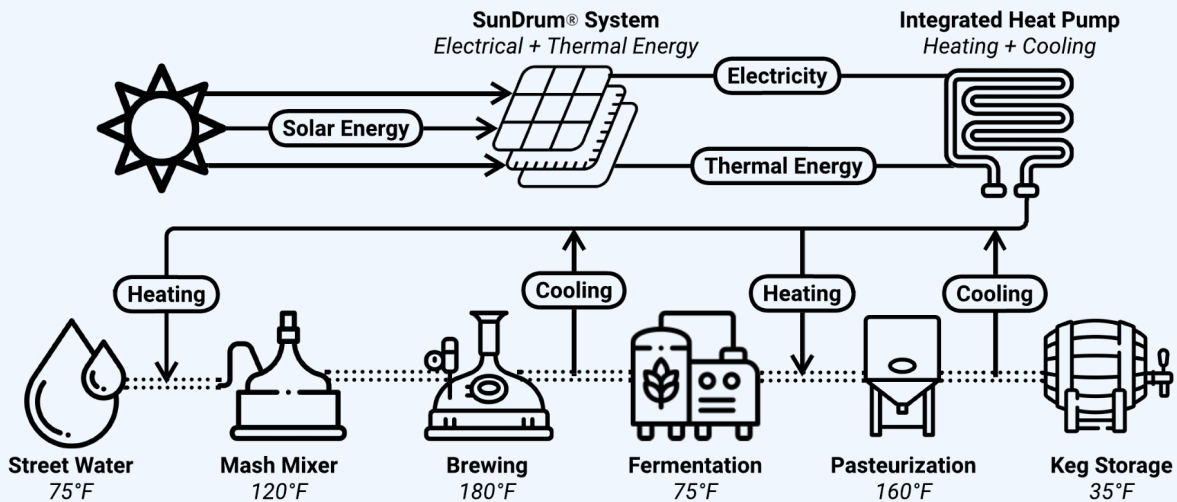 SunDrum® System
Electrical + Thermal Energy
Integrated Heat Pump
Heating + Cooling
Electricity
Solar Energy
Thermal Energy
Heating
Cooling
Heating
Cooling
Street Water
75°F
Mash Mixer
120°F
Brewing
180°F
Fermentation
75°F
Pasteurization
160°F
Keg Storage
35°F